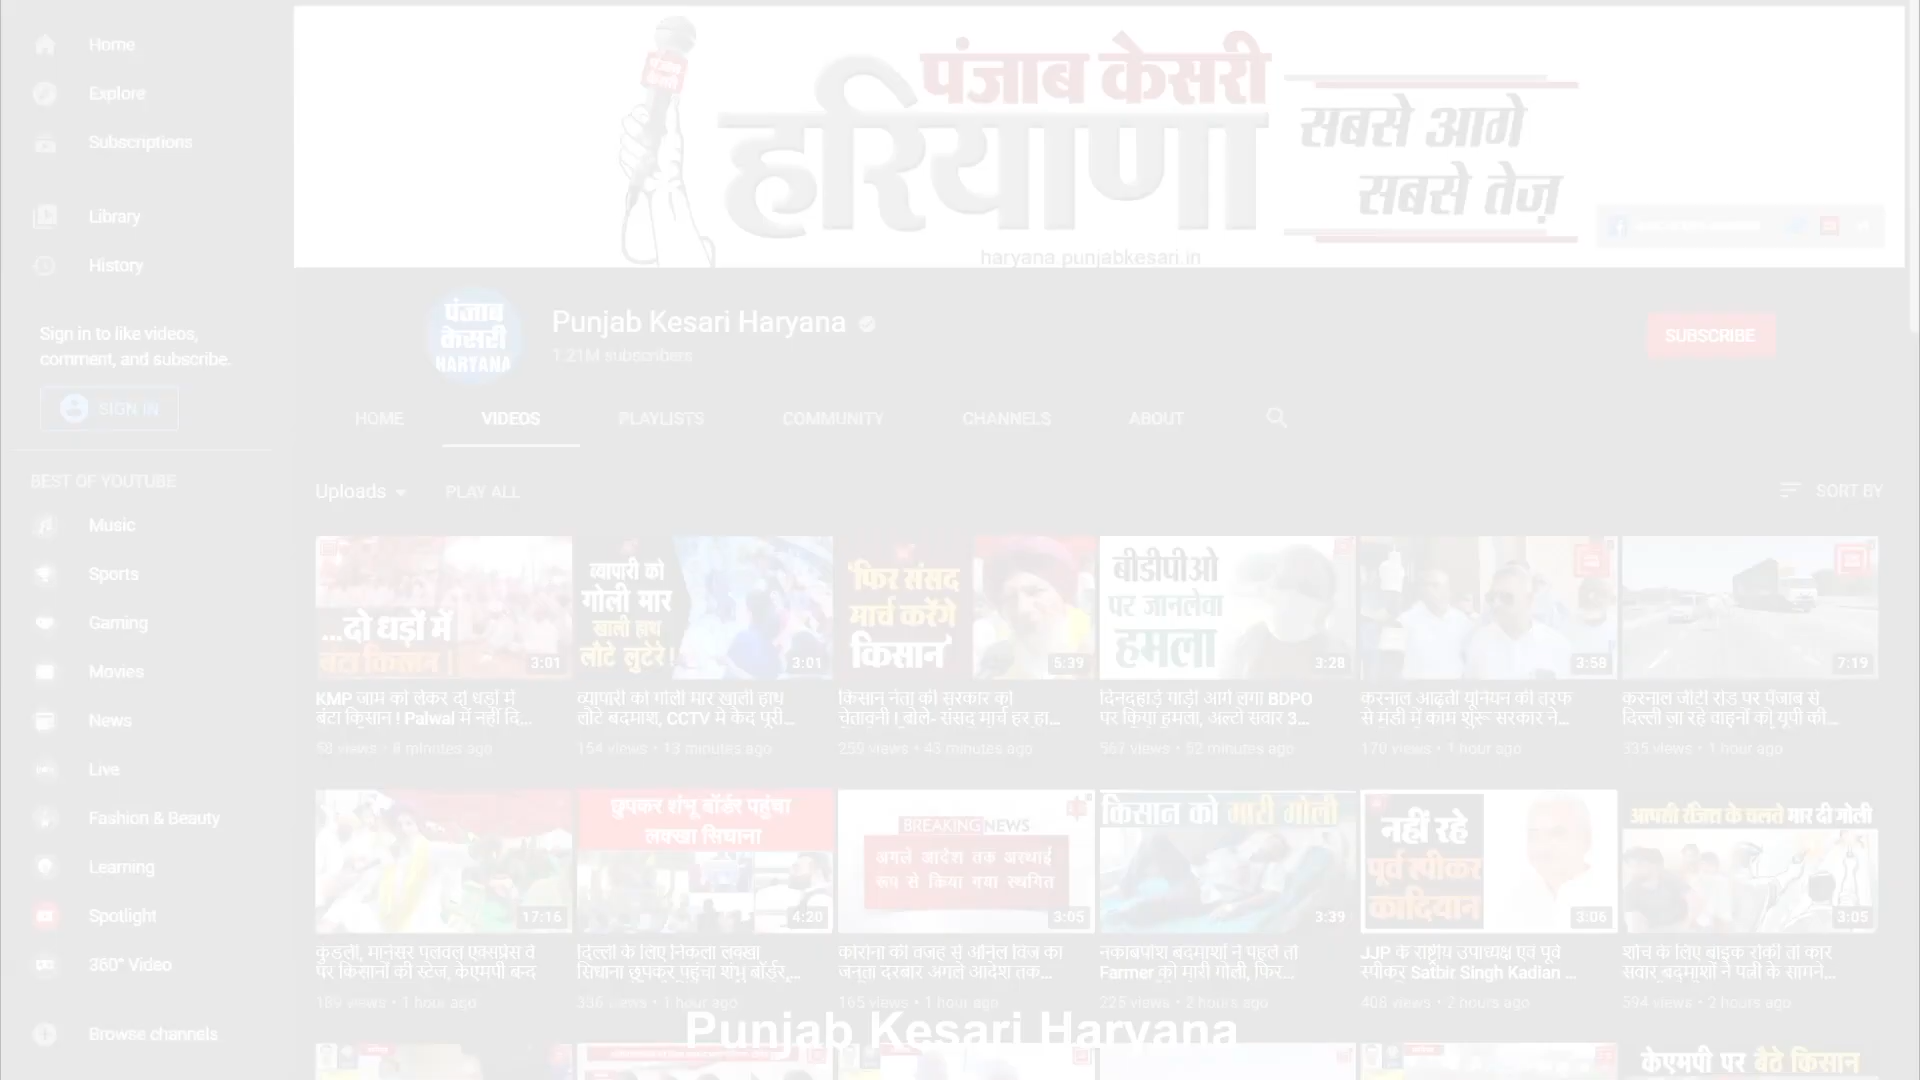 Home
Explore
Subscriptions
Library
History
Sign in to like videos,
comment, and subscribe.
SIGN IN
BEST OF YOUTUBE
Music
Sports
Gaming
Movies
News
Live
Fashion & Beauty
Learning
Spotlight
360° Video
Browse channels
पंजाब केसरी
हरियाणा
सबसे आगे
सबसे तेज़
haryana.punjabkesari.in
पंजाब
केसरी
HARYANA
Punjab Kesari Haryana
1.21M subscribers
SUBSCRIBE
HOME VIDEOS PLAYLISTS COMMUNITY CHANNELS ABOUT
Uploads PLAY ALL SORT BY
...दो धड़ों में
बंटा किसान !
3:01
व्यापारी को
गोली मार
खाली हाथ
लौटे लुटेरे !
3:01
'फिर संसद
मार्च करेंगे
किसान'
5:39
बीडीपीओ
पर जानलेवा
हमला
3:28
3:58
7:19
KMP जाम को लेकर दो धड़ों में
बंटा किसान ! Palwal में नहीं दि...
58 views • 8 minutes ago
व्यापारी को गोली मार खाली हाथ
लौटे बदमाश, CCTV में कैद पूरी...
154 views • 13 minutes ago
किसान नेता की सरकार को
चेतावनी ! बोले- संसद मार्च हर हा...
259 views • 43 minutes ago
दिनदहाड़े गाड़ी आगे लगा BDPO
पर किया हमला, अल्टो सवार 3...
567 views • 52 minutes ago
करनाल आढ़ती यूनियन की तरफ
से मंडी में काम शुरू सरकार ने...
170 views • 1 hour ago
करनाल जीटी रोड पर पंजाब से
दिल्ली जा रहे वाहनों को यूपी की...
335 views • 1 hour ago
17:16
छुपकर शंभू बॉर्डर पहुंचा
लक्खा सिधाना
4:20
BREAKING NEWS
अगले आदेश तक अस्थाई
रूप से किया गया स्थगित
3:05
किसान को मारी गोली
3:39
नहीं रहे
पूर्व स्पीकर
कादियान
3:06
आपसी रंजिश के चलते मार दी गोली
3:05
कुंडली, मानेसर पलवल एक्सप्रेस वे
पर किसानों की स्टेज, केएमपी बन्द
189 views • 1 hour ago
दिल्ली के लिए निकला लक्खा
सिधाना छुपकर पहुंचा शंभू बॉर्डर,...
336 views • 1 hour ago
कोरोना की वजह से अनिल विज का
जनता दरबार अगले आदेश तक...
165 views • 1 hour ago
नकाबपोश बदमाशों ने पहले तो
Farmer को मारी गोली, फिर...
225 views • 2 hours ago
JJP के राष्ट्रीय उपाध्यक्ष एवं पूर्व
स्पीकर Satbir Singh Kadian ...
408 views • 2 hours ago
शौच के लिए बाइक रोकी तो कार
सवार बदमाशों ने पत्नी के सामने...
594 views • 2 hours ago
Punjab Kesari Haryana
केएमपी पर बैठे किसान